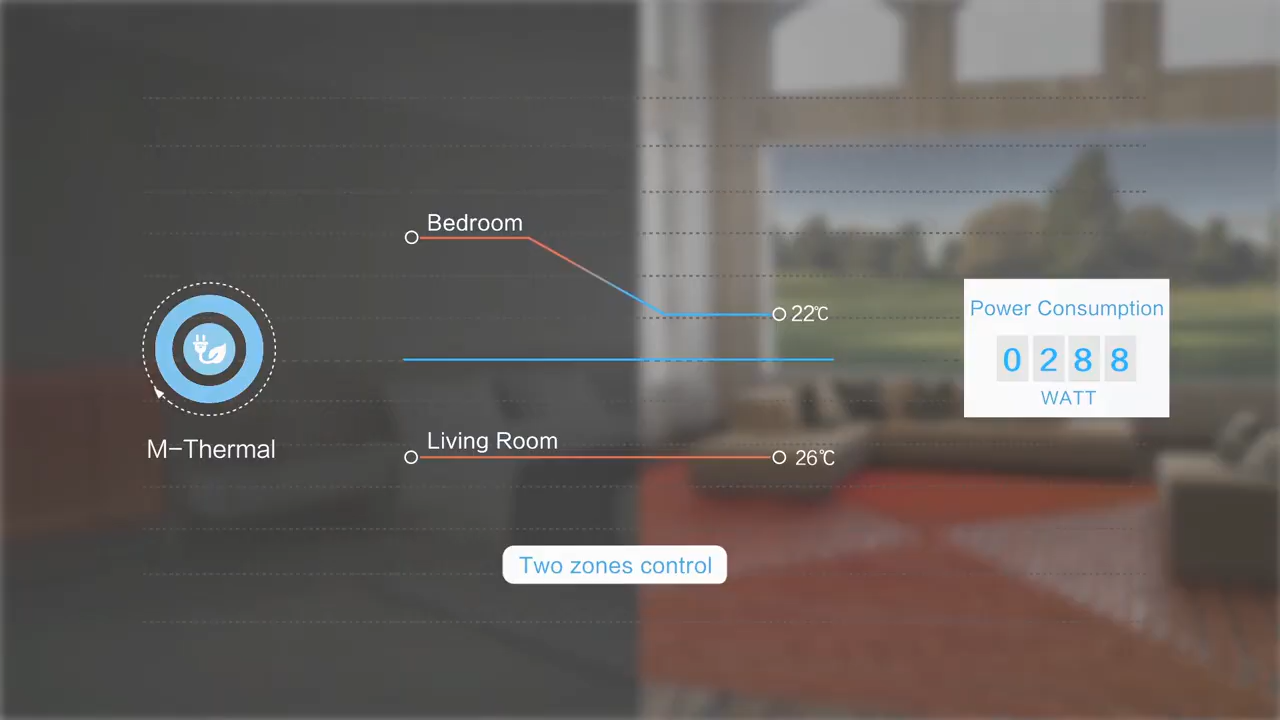 Bedroom
22℃
Power Consumption
0288
WATT
M-Thermal
Living Room
26℃
Two zones control